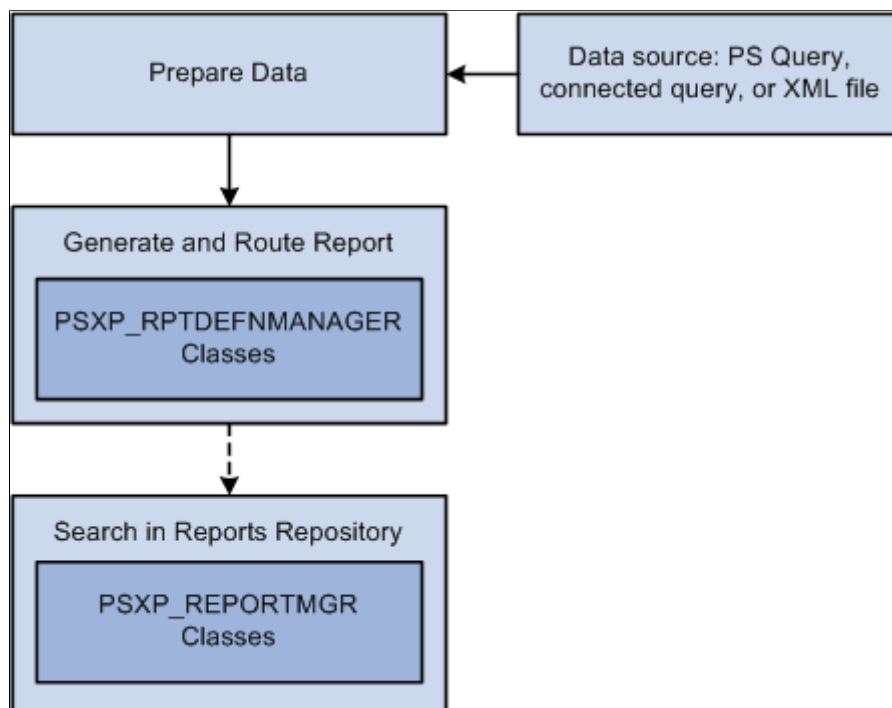 Prepare Data
Data source: PS Query,
connected query, or XML file
Generate and Route Report
PSXP_RPTDEFNMANAGER
Classes
Search in Reports Repository
PSXP_REPORTMGR
Classes